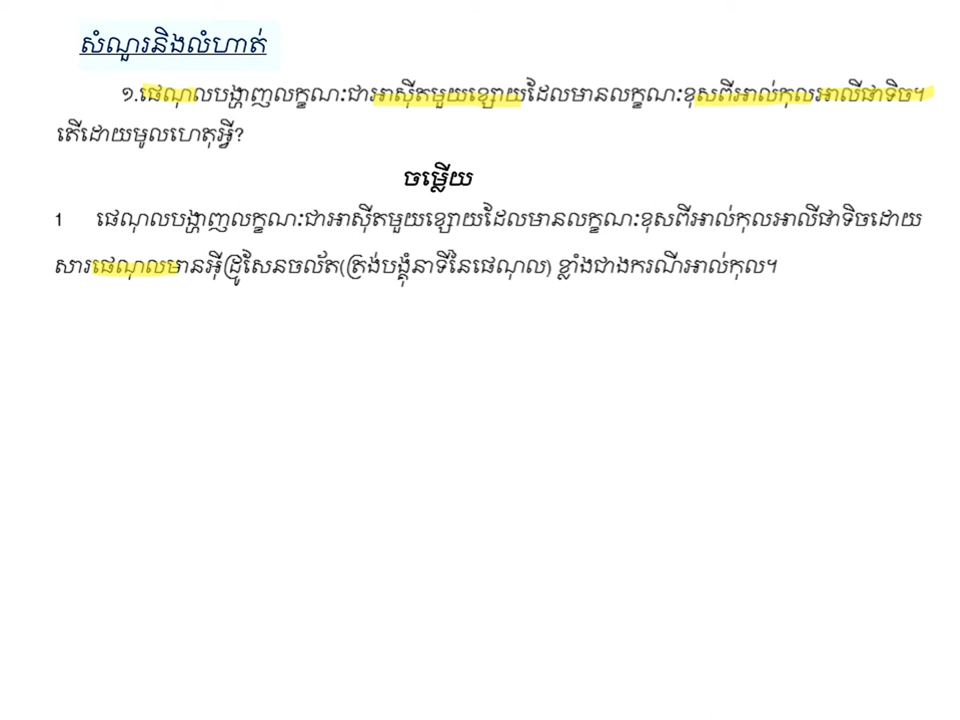 សំណួរនិងលំហាត់
១.ផេណុលបង្ហាញលក្ខណៈជាអាស៊ីតមួយខ្សោយដែលមានលក្ខណៈខុសពីអាល់កុលអាលីផាទិច។
តើដោយមូលហេតុអ្វី?
ចម្លើយ
1 ផេណុលបង្ហាញលក្ខណៈជាអាស៊ីតមួយខ្សោយដែលមានលក្ខណៈខុសពីអាល់កុលអាលីផាទិចដោយ
សារផេណុលមានអ៊ីដ្រូសែនចល័ត(ត្រង់បង្គុំនាទីនៃផេណុល) ខ្លាំងជាងករណីអាល់កុល។